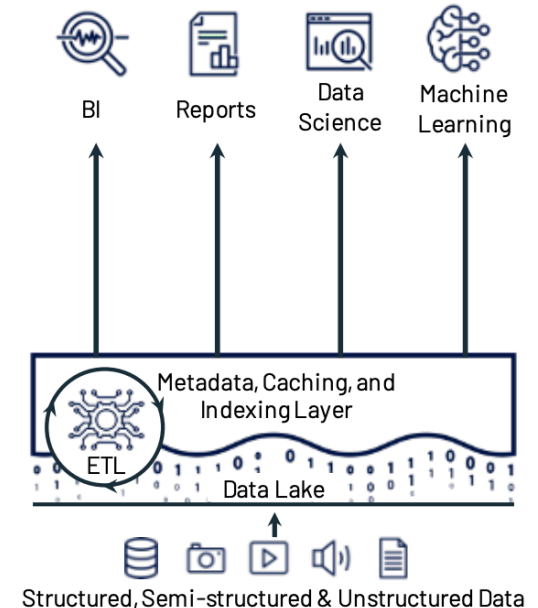 BI
Reports
Data
Science
Machine
Learning
Metadata, Caching, and
Indexing Layer
ETL
Data Lake
Structured, Semi-structured & Unstructured Data